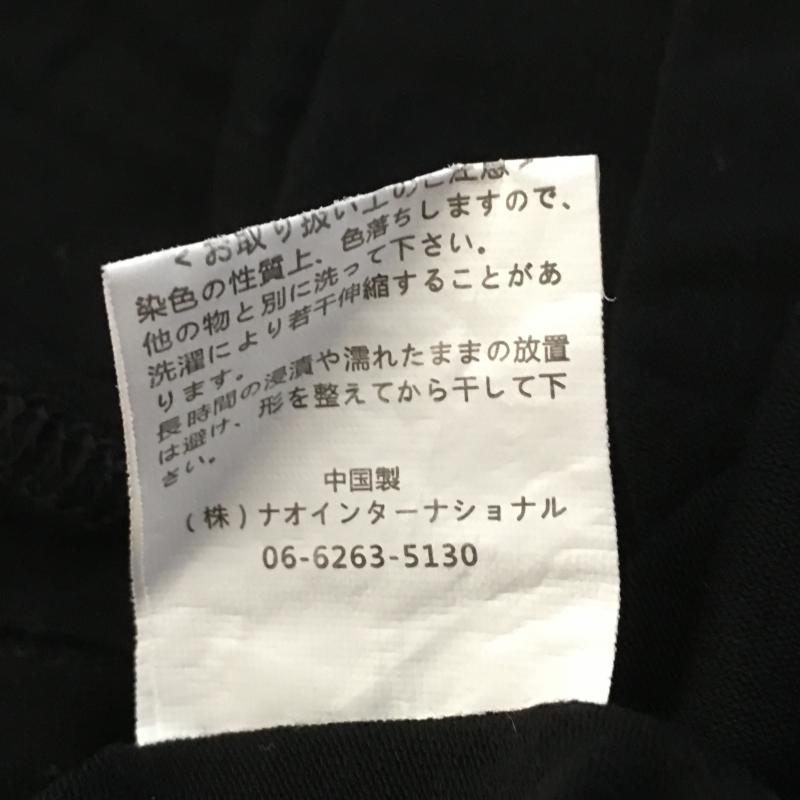 <お取り扱い上のご注意>
染色の性質上、色落ちしますので、
他の物と別に洗って下さい。
洗濯により若干伸縮することがあ
ります。
長時間の浸漬や濡れたままの放置
は避け、形を整えてから干して下
さい。
中国製
(株)ナオインターナショナル
06-6263-5130